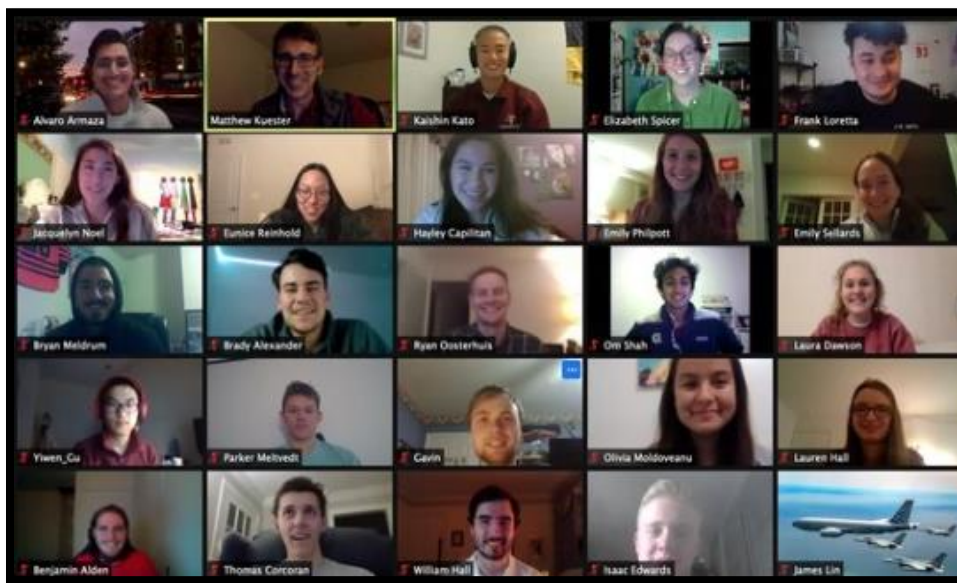 Alvaro Armaza
Matthew Kuester
Kaishin Kato
Elizabeth Spicer
Frank Loretta
93
Jacquelyn Noel
Eunice Reinhold
Hayley Capilitan
Emily Philpott
Emily Sellards
Bryan Meldrum
Brady Alexander
Ryan Oosterhuis
Om Shah
Laura Dawson
Yiwen_Gu
Parker Meltvedt
Gavin
Olivia Moldoveanu
Lauren Hall
Benjamin Alden
Thomas Corcoran
William Hall
Isaac Edwards
James Lin